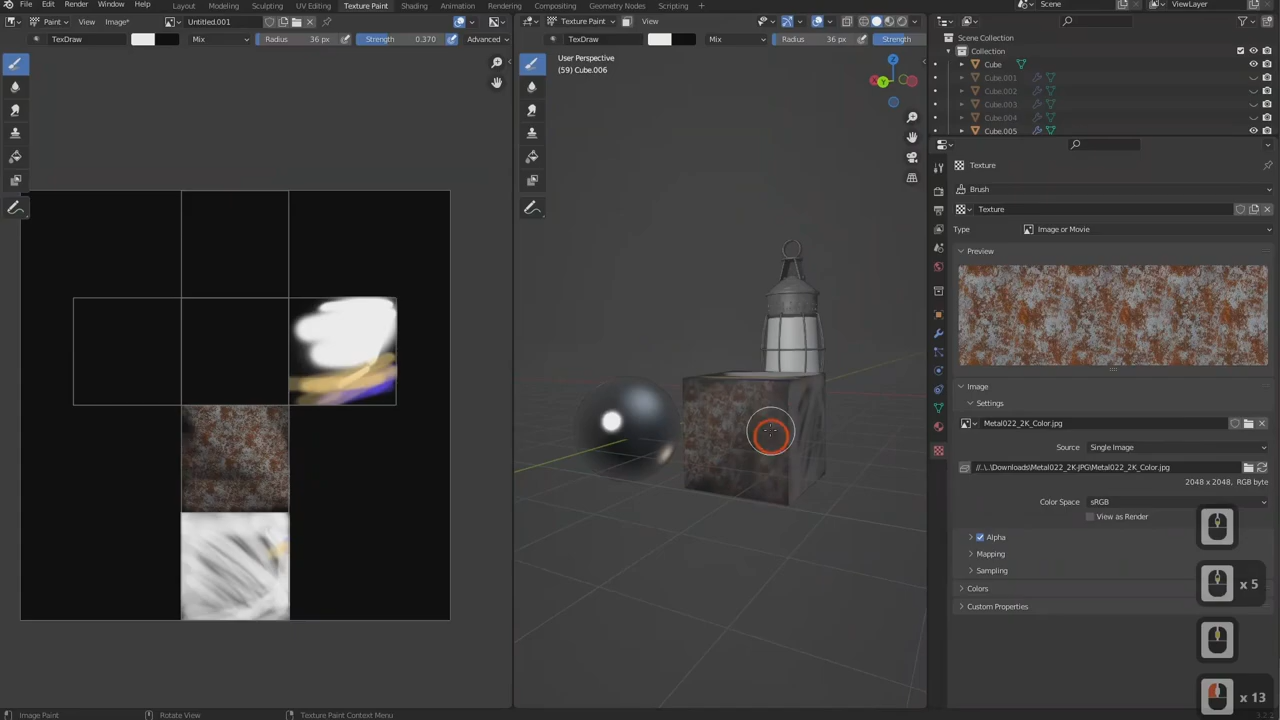 File Edit Render Window Help Layout Modeling Sculpting UV Editing Texture Paint Shading Animation Rendering Compositing Geometry Nodes Scripting Scene ViewLayer
Paint View Image* Untitled.001 Texture Paint View
TexDraw Mix Radius 36 px Strength 0.370 Advanced TexDraw Mix Radius 36 px Strength
Scene Collection
Collection
Cube
Cube.001
Cube.002
Cube.003
Cube.004
Cube.005
User Perspective
(59) Cube.006
Z
X
Y
Texture
Brush
Texture
Type Image or Movie
Preview
Image
Settings
Metal022_2K_Color.jpg
Source Single Image
//..\..\Downloads\Metal022_2K-JPG\Metal022_2K_Color.jpg
2048 x 2048, RGB byte
Color Space sRGB
View as Render
Alpha
Mapping
Sampling
Colors
Custom Properties
x 5
x 13
Image Paint Rotate View Texture Paint Context Menu